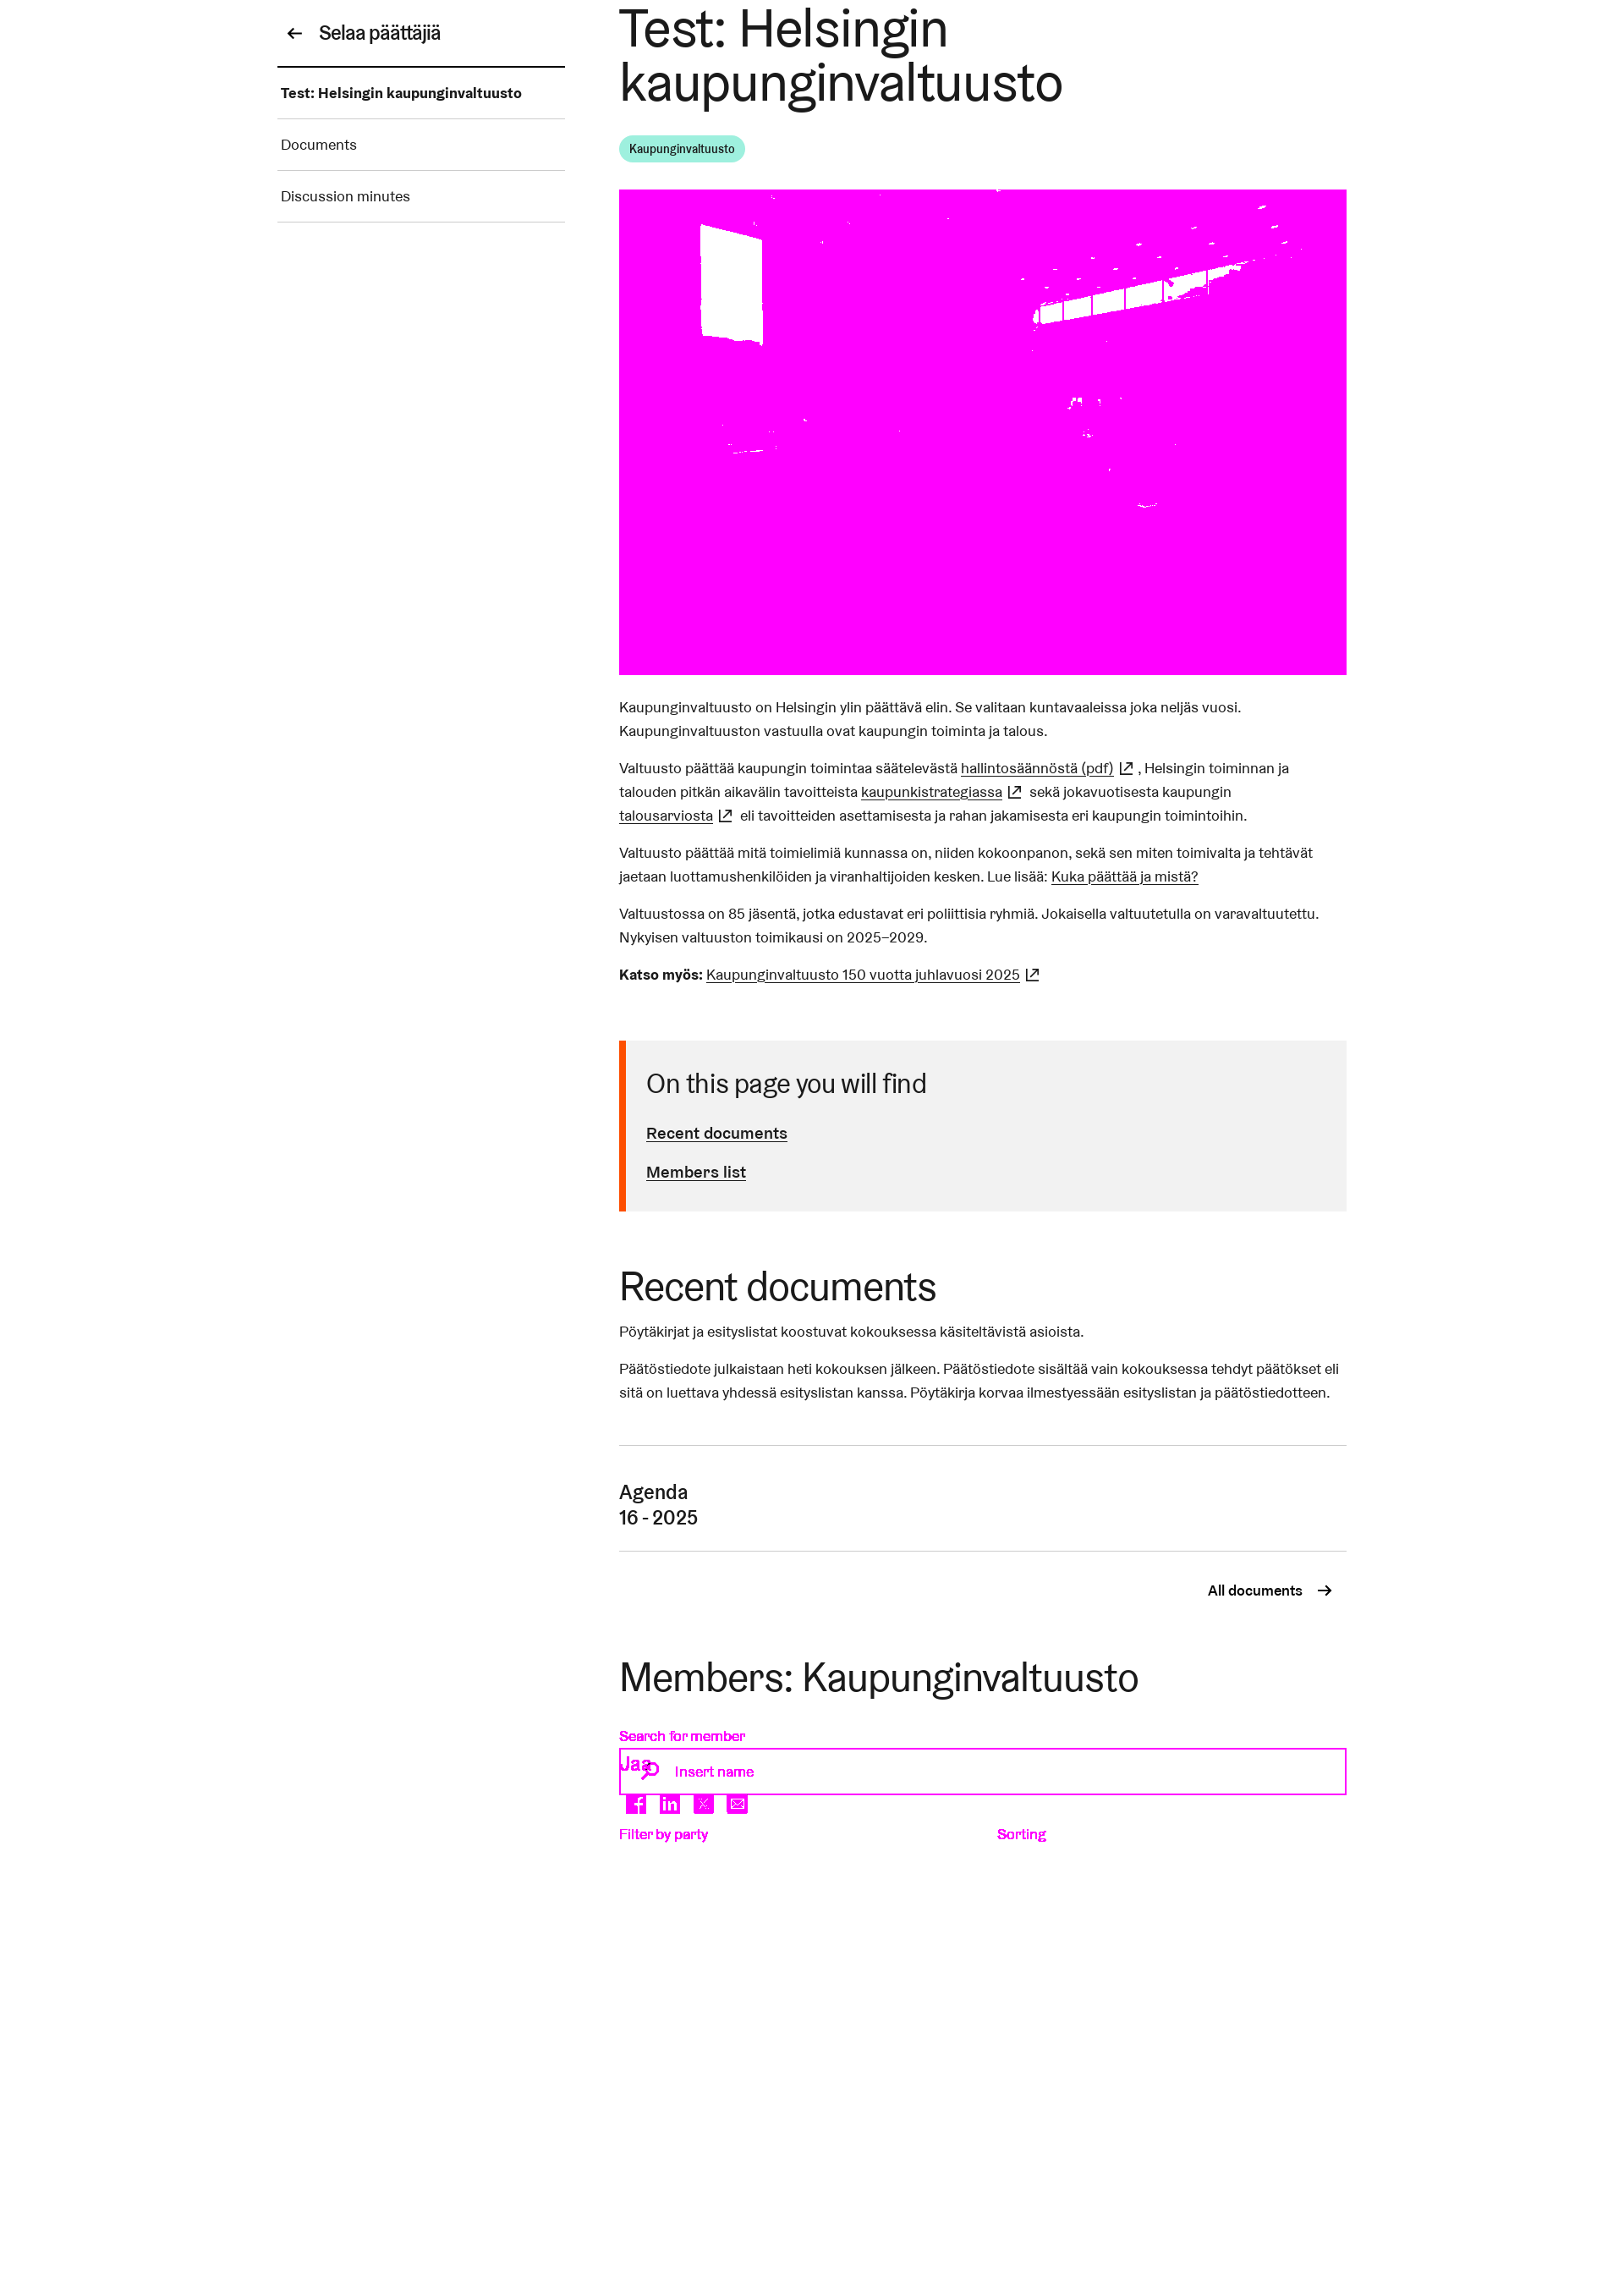 Selaa päättäjiä
Test: Helsingin kaupunginvaltuusto
Documents
Discussion minutes
Test: Helsingin
kaupunginvaltuusto
Kaupunginvaltuusto
Kaupunginvaltuusto on Helsingin ylin päättävä elin. Se valitaan kuntavaaleissa joka neljäs vuosi.
Kaupunginvaltuuston vastuulla ovat kaupungin toiminta ja talous.
Valtuusto päättää kaupungin toimintaa säätelevästä hallintosäännöstä (pdf) , Helsingin toiminnan ja
talouden pitkän aikavälin tavoitteista kaupunkistrategiassa sekä jokavuotisesta kaupungin
talousarviosta eli tavoitteiden asettamisesta ja rahan jakamisesta eri kaupungin toimintoihin.
Valtuusto päättää mitä toimielimiä kunnassa on, niiden kokoonpanon, sekä sen miten toimivalta ja tehtävät
jaetaan luottamushenkilöiden ja viranhaltijoiden kesken. Lue lisää: Kuka päättää ja mistä?
Valtuustossa on 85 jäsentä, jotka edustavat eri poliittisia ryhmiä. Jokaisella valtuutetulla on varavaltuutettu.
Nykyisen valtuuston toimikausi on 2025–2029.
Katso myös: Kaupunginvaltuusto 150 vuotta juhlavuosi 2025
On this page you will find
Recent documents
Members list
Recent documents
Pöytäkirjat ja esityslistat koostuvat kokouksessa käsiteltävistä asioista.
Päätöstiedote julkaistaan heti kokouksen jälkeen. Päätöstiedote sisältää vain kokouksessa tehdyt päätökset eli
sitä on luettava yhdessä esityslistan kanssa. Pöytäkirja korvaa ilmestyessään esityslistan ja päätöstiedotteen.
Agenda
16 - 2025
All documents
Members: Kaupunginvaltuusto
Search for member
Jaa
Insert name
Filter by party
Sorting